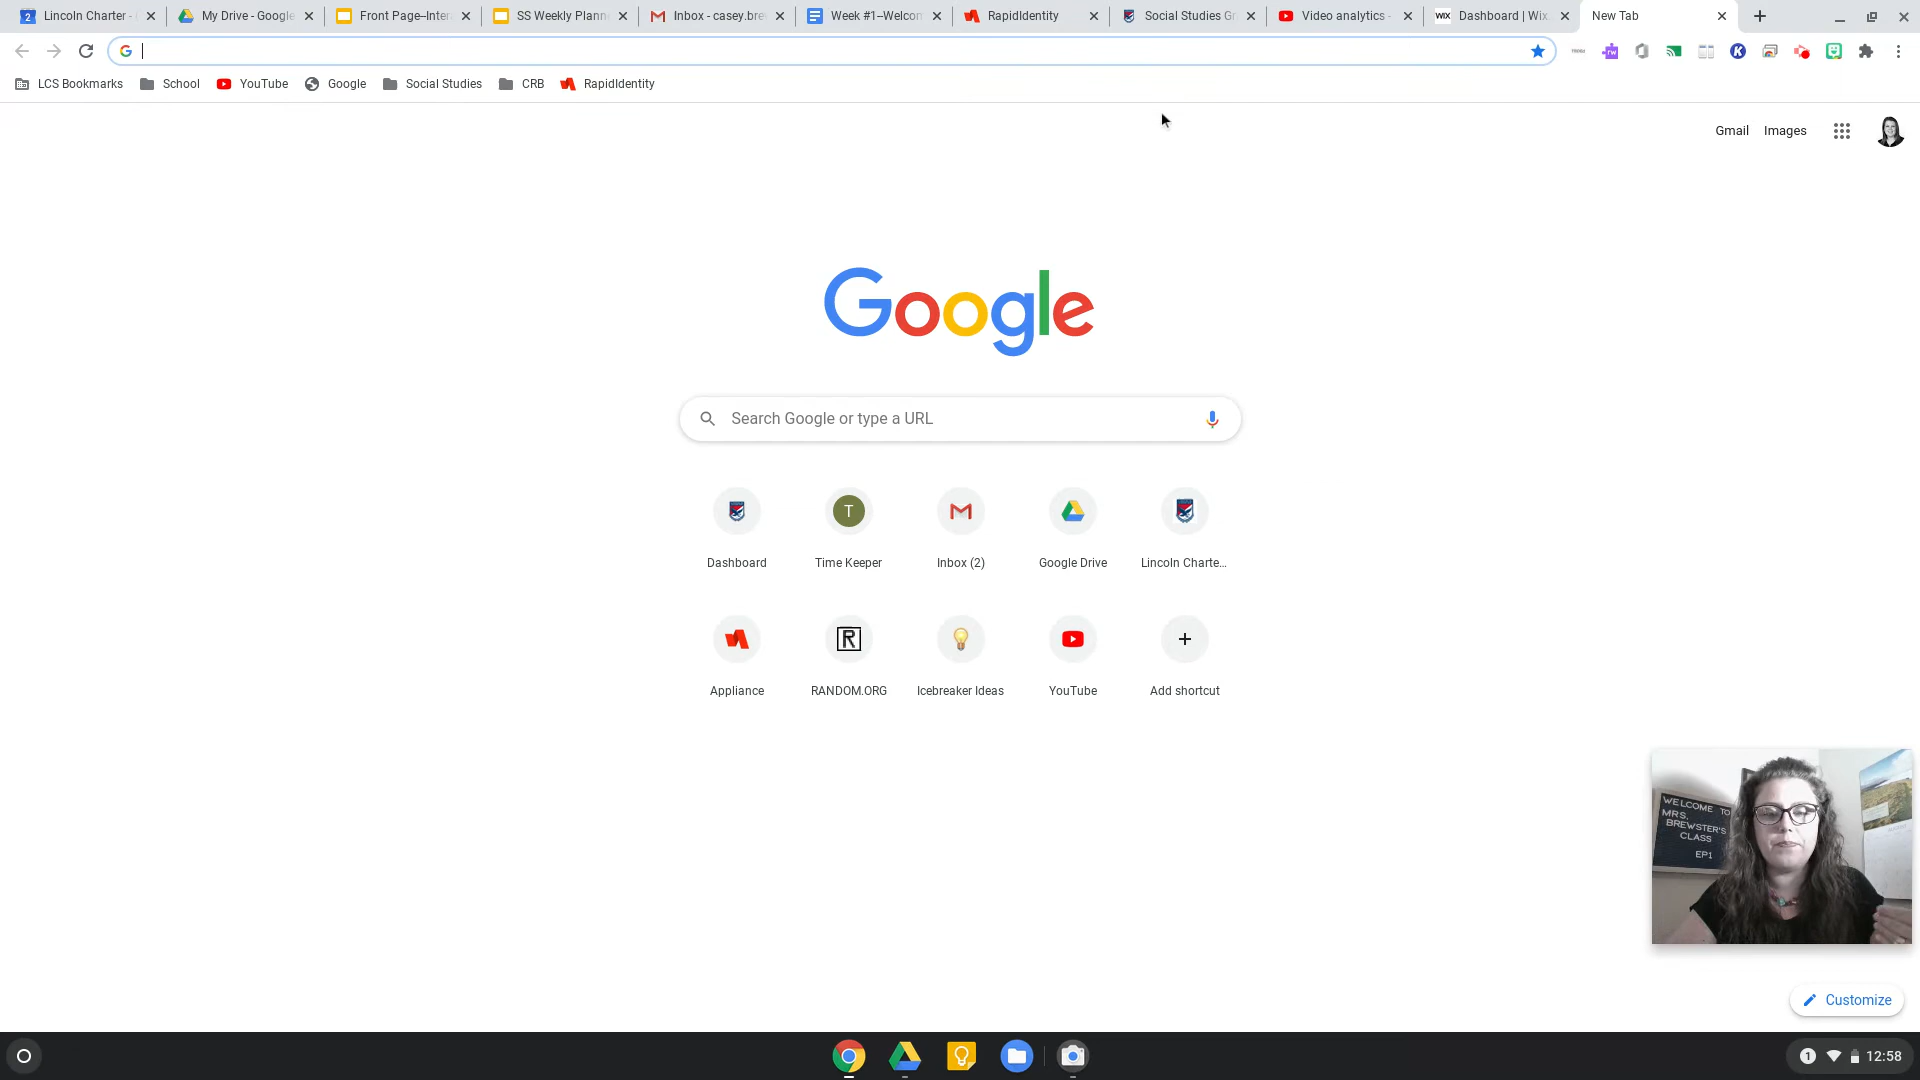 Lincoln Charter -
My Drive - Google
Front Page--Inter
SS Weekly Plann
Inbox - casey.bre
Week #1--Welcon
RapidIdentity
Social Studies Gr
Video analytics -
WIX
Dashboard | Wix.
New Tab
LCS Bookmarks
School
YouTube
Google
Social Studies
CRB
RapidIdentity
Gmail
Images
Google
Search Google or type a URL
Dashboard
T
Time Keeper
Inbox (2)
Google Drive
Lincoln Charte...
Appliance
R
RANDOM.ORG
Icebreaker Ideas
YouTube
Add shortcut
WELCOME TO
MRS.
BREWSTER'S
CLASS
EP1
Customize
1
12:58